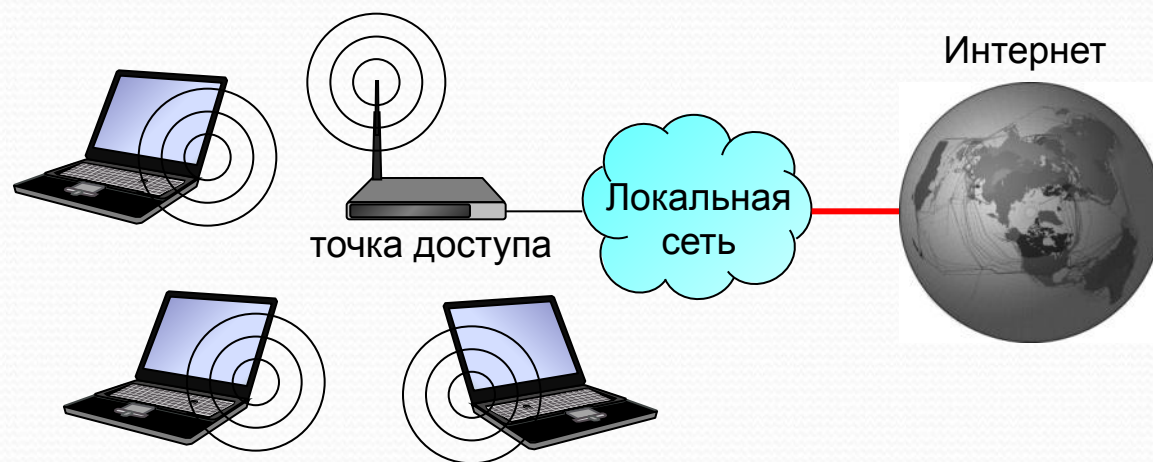 Интернет
Локальная
сеть
точка доступа